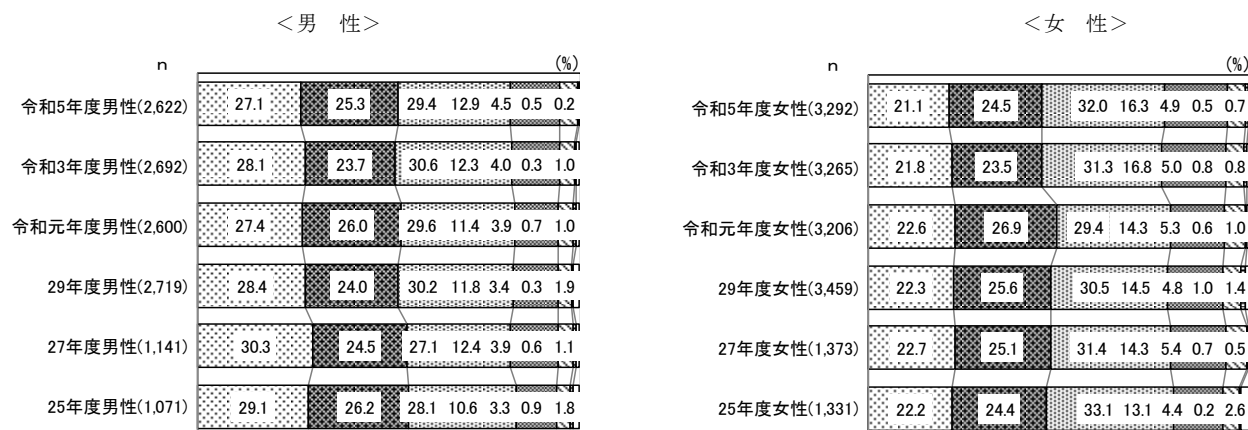 ＜男　性＞
n (%)
令和5年度男性(2,622) 27.1 25.3 29.4 12.9 4.5 0.5 0.2
令和3年度男性(2,692) 28.1 23.7 30.6 12.3 4.0 0.3 1.0
令和元年度男性(2,600) 27.4 26.0 29.6 11.4 3.9 0.7 1.0
29年度男性(2,719) 28.4 24.0 30.2 11.8 3.4 0.3 1.9
27年度男性(1,141) 30.3 24.5 27.1 12.4 3.9 0.6 1.1
25年度男性(1,071) 29.1 26.2 28.1 10.6 3.3 0.9 1.8
＜女　性＞
n (%)
令和5年度女性(3,292) 21.1 24.5 32.0 16.3 4.9 0.5 0.7
令和3年度女性(3,265) 21.8 23.5 31.3 16.8 5.0 0.8 0.8
令和元年度女性(3,206) 22.6 26.9 29.4 14.3 5.3 0.6 1.0
29年度女性(3,459) 22.3 25.6 30.5 14.5 4.8 1.0 1.4
27年度女性(1,373) 22.7 25.1 31.4 14.3 5.4 0.7 0.5
25年度女性(1,331) 22.2 24.4 33.1 13.1 4.4 0.2 2.6